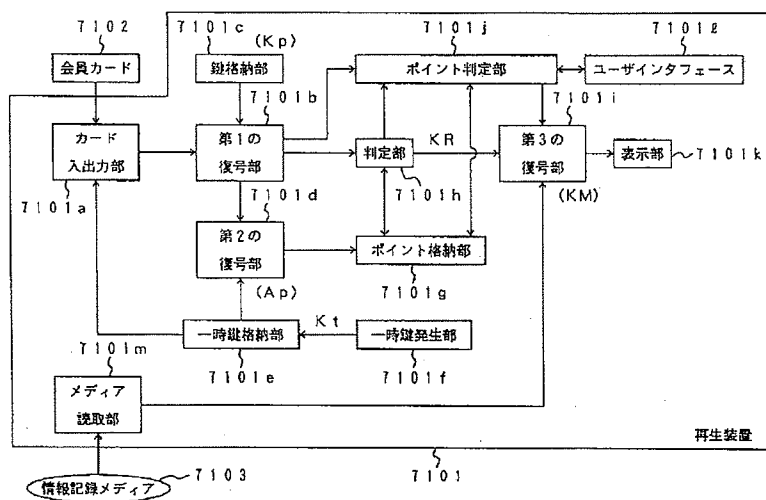 7102
7101c
(Kp)
7101j
7101ℓ
会員カード
鍵格納部
ポイント判定部
ユーザインタフェース
7101b
7101i
カード
入出力部
第1の
復号部
判定部
KR
第3の
復号部
表示部
7101k
7101a
7101d
7101h
(KM)
第2の
復号部
ポイント格納部
(Ap)
7101g
7101m
一時鍵格納部
Kt
一時鍵発生部
7101e
7101f
メディア
読取部
再生装置
情報記録メディア
7103
7101